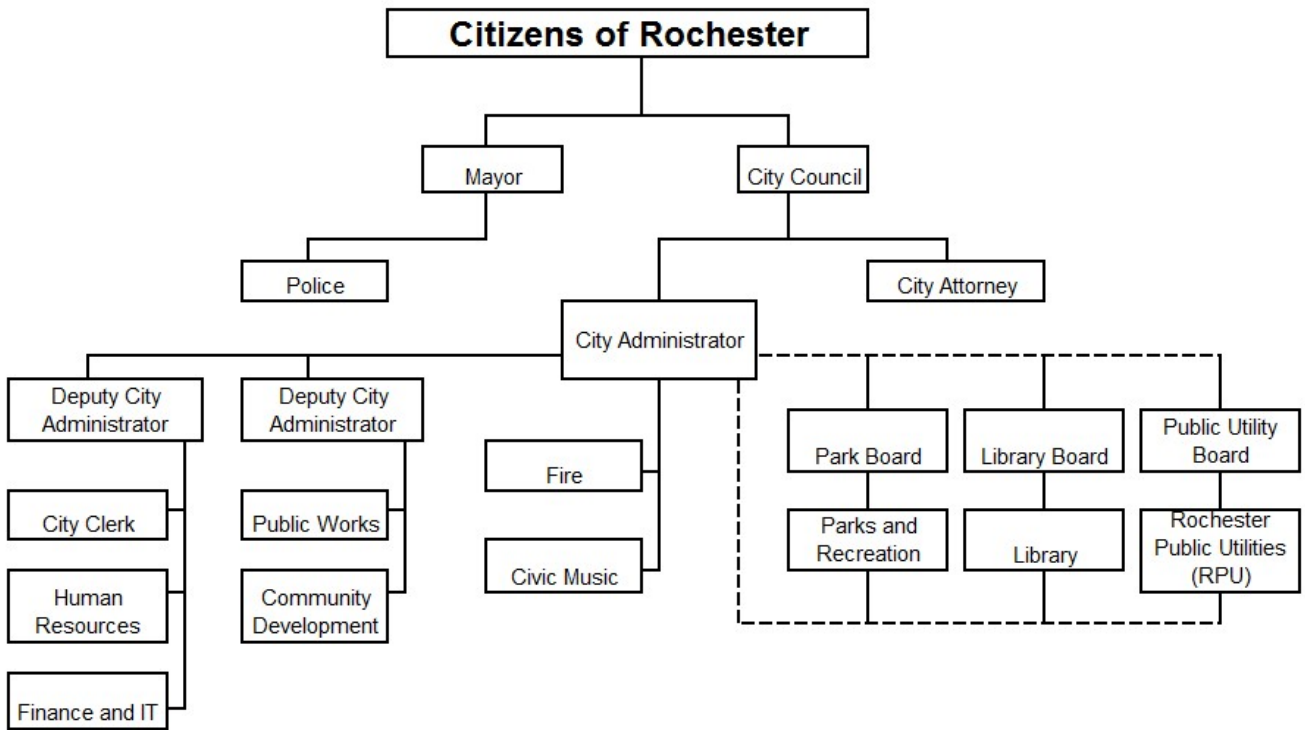 Citizens of Rochester
Mayor
City Council
Police
City Attorney
City Administrator
Deputy City
Administrator
Deputy City
Administrator
Fire
Park Board
Library Board
Public Utility
Board
City Clerk
Public Works
Civic Music
Parks and
Recreation
Library
Rochester
Public Utilities
(RPU)
Human
Resources
Community
Development
Finance and IT